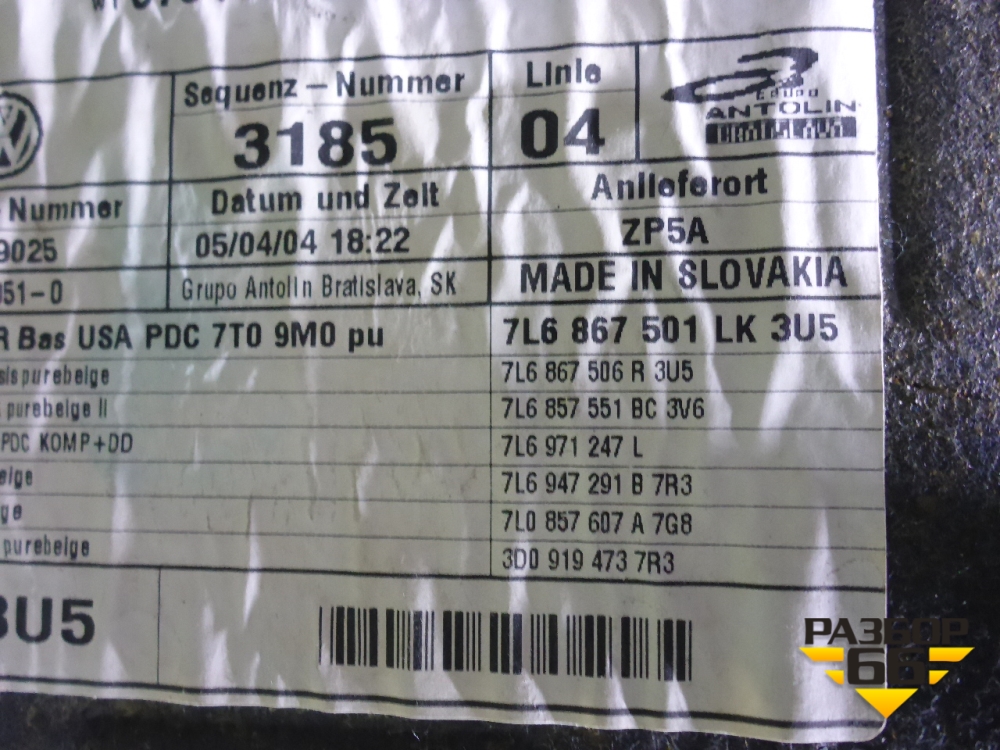 Sequenz - Nummer
Linie
GRUPO
ANTOLIN
BRATISLAVA
3185
04
Nummer
Datum und Zeit
Anlieferort
9025
05/04/04 18:22
ZP5A
051-0
Grupo Antolin Bratislava, SK
MADE IN SLOVAKIA
R Bas USA PDC 7T0 9M0 pu
7L6 867 501 LK 3U5
sis purebeige
7L6 867 506 R 3U5
purebeige II
7L6 857 551 BC 3V6
PDC KOMP+DD
7L6 971 247 L
eige
7L6 947 291 B 7R3
ge
7L0 857 607 A 7G8
purebeige
3D0 919 473 7R3
3U5
РАЗБОР
66